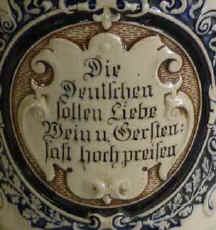 Die
Deutschen
sollen Liebe
Wein u. Gersten:
saft hoch preisen